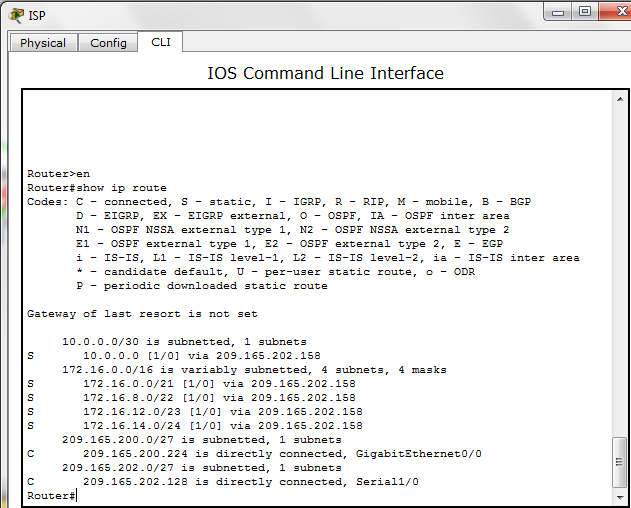 ISP
Physical Config CLI
IOS Command Line Interface
Router>en
Router#show ip route
Codes: C - connected, S - static, I - IGRP, R - RIP, M - mobile, B - BGP
       D - EIGRP, EX - EIGRP external, O - OSPF, IA - OSPF inter area
       N1 - OSPF NSSA external type 1, N2 - OSPF NSSA external type 2
       E1 - OSPF external type 1, E2 - OSPF external type 2, E - EGP
       i - IS-IS, L1 - IS-IS level-1, L2 - IS-IS level-2, ia - IS-IS inter area
       * - candidate default, U - per-user static route, o - ODR
       P - periodic downloaded static route
Gateway of last resort is not set
     10.0.0.0/30 is subnetted, 1 subnets
S       10.0.0.0 [1/0] via 209.165.202.158
     172.16.0.0/16 is variably subnetted, 4 subnets, 4 masks
S       172.16.0.0/21 [1/0] via 209.165.202.158
S       172.16.8.0/22 [1/0] via 209.165.202.158
S       172.16.12.0/23 [1/0] via 209.165.202.158
S       172.16.14.0/24 [1/0] via 209.165.202.158
     209.165.200.0/27 is subnetted, 1 subnets
C       209.165.200.224 is directly connected, GigabitEthernet0/0
     209.165.202.0/27 is subnetted, 1 subnets
C       209.165.202.128 is directly connected, Serial1/0
Router#